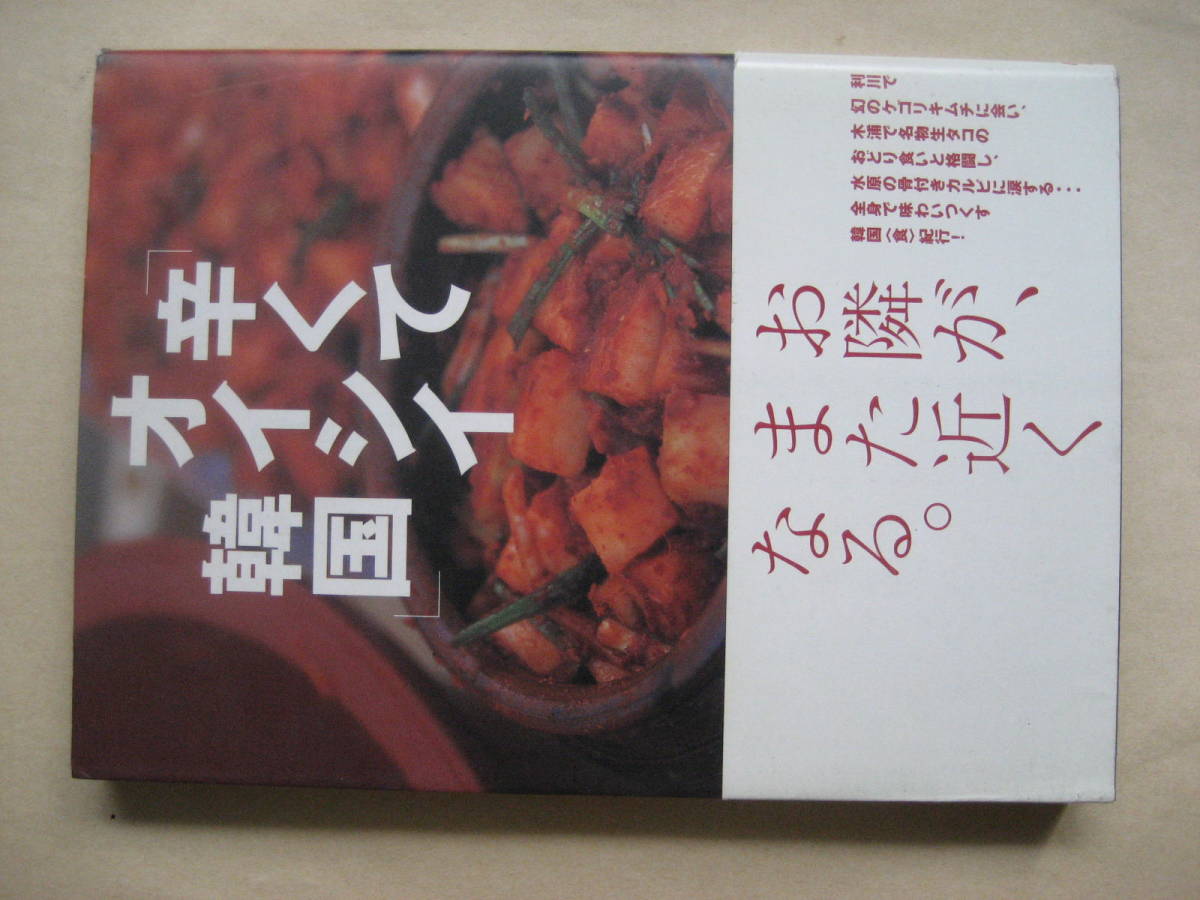 「辛くて
オイシイ
韓国」
利川で
幻のケゴリキムチに会い、
木浦で名物生タコの
おどり食いと格闘し、
水原の骨付きカルビに涙する・・・
全身で味わいつくす
韓国〈食〉紀行！
お隣が、
また近く
なる。